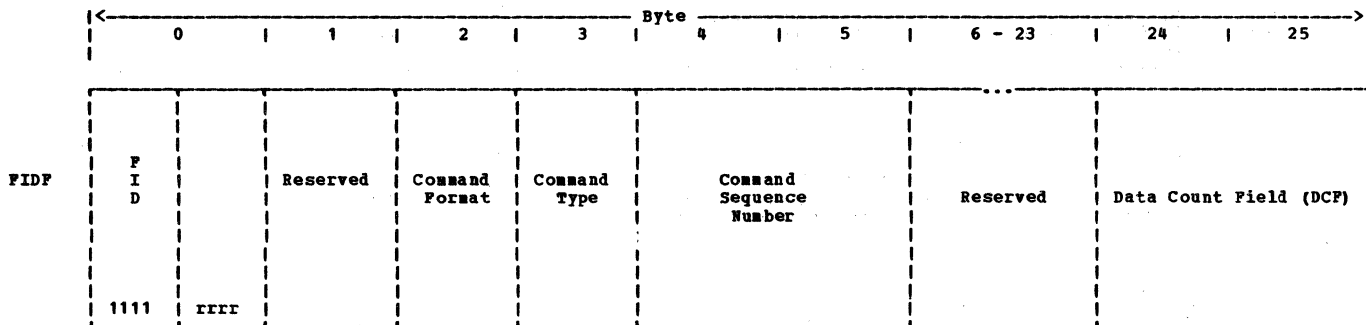 |<---------- Byte ---------->
0 | 1 | 2 | 3 | 4 | 5 | 6 - 23 | 24 | 25
...
F
FIDF I Reserved Command Command Command Reserved Data Count Field (DCF)
D Format Type Sequence
Number
1111 rrrr